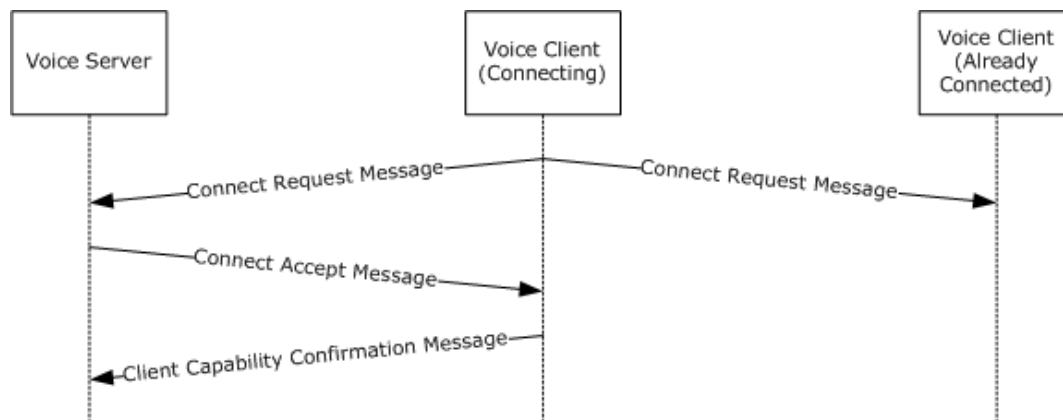 Voice Server
Voice Client
(Connecting)
Voice Client
(Already
Connected)
Connect Request Message
Connect Request Message
Connect Accept Message
Client Capability Confirmation Message